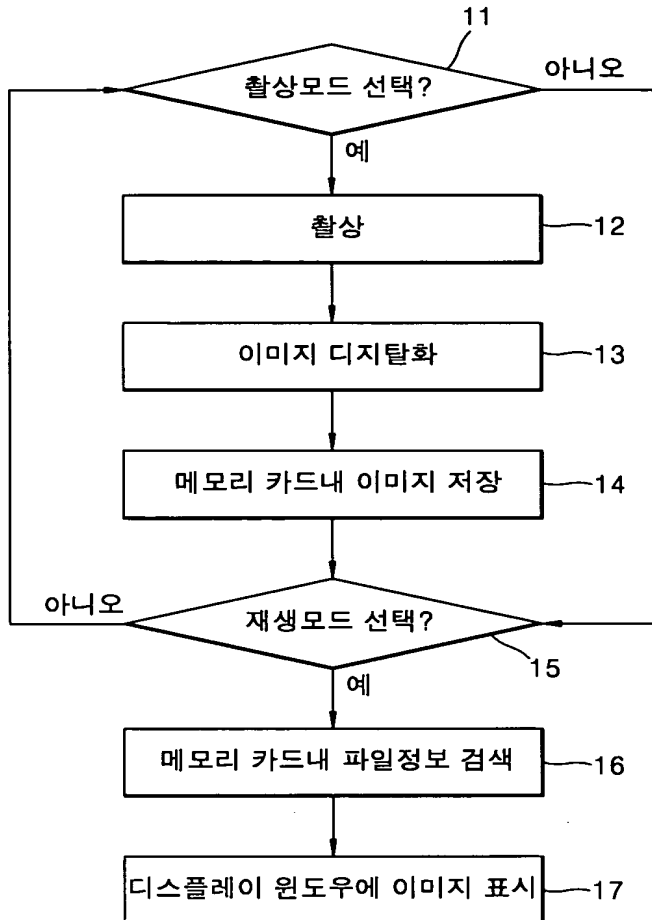 11
촬상모드 선택?
아니오
예
촬상
12
이미지 디지탈화
13
메모리 카드내 이미지 저장
14
아니오
재생모드 선택?
15
예
메모리 카드내 파일정보 검색
16
디스플레이 윈도우에 이미지 표시
17